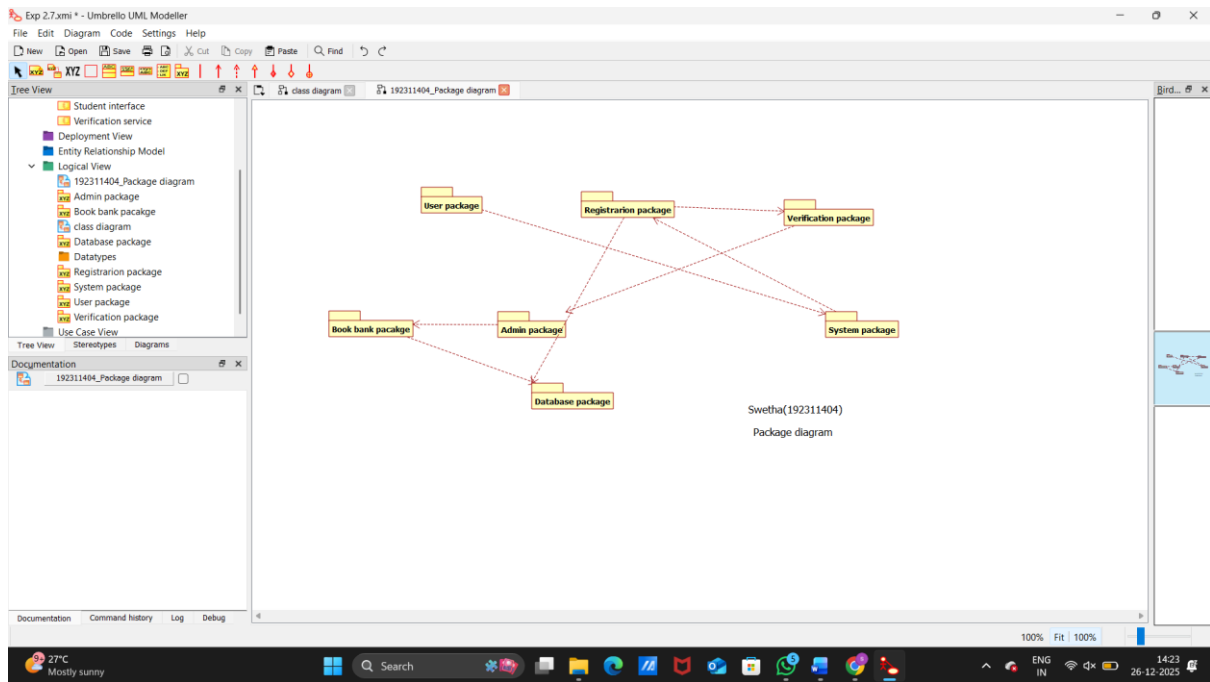 Exp 2.7.xmi * - Umbrello UML Modeller
File Edit Diagram Code Settings Help
New Open Save Cut Copy Paste Find
XYZ
Tree View
class diagram
192311404_Package diagram
Bird...
Student interface
Verification service
Deployment View
Entity Relationship Model
Logical View
192311404_Package diagram
Admin package
Book bank pacakge
class diagram
Database package
Datatypes
Registrarion package
System package
User package
Verification package
Use Case View
Tree View Stereotypes Diagrams
Documentation
192311404_Package diagram
User package
Registrarion package
Verification package
Book bank pacakge
Admin package
System package
Database package
Swetha(192311404)
Package diagram
Documentation Command history Log Debug
100% Fit 100%
27°C
Mostly sunny
Search
ENG
IN
14:23
26-12-2025